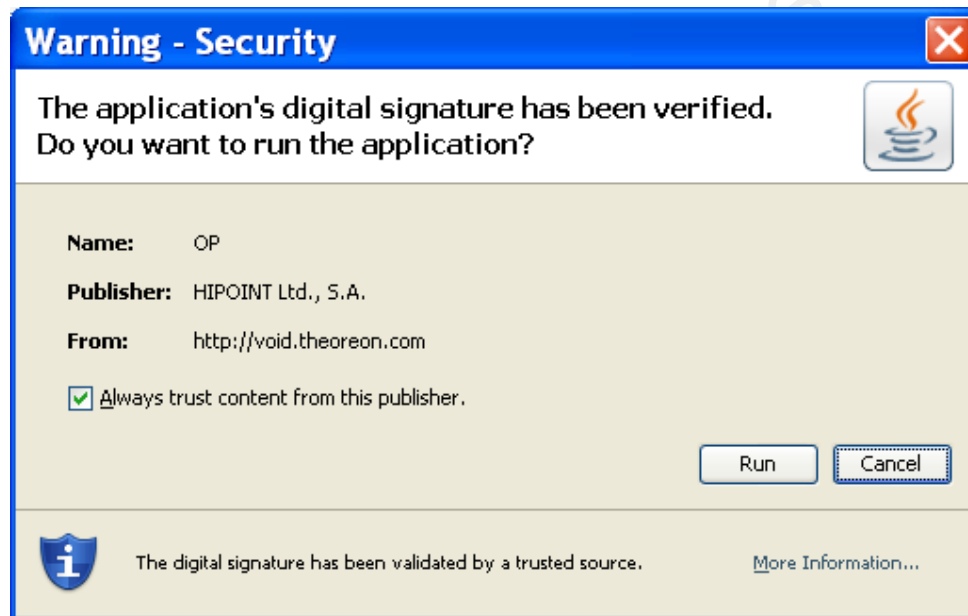 Warning - Security
The application's digital signature has been verified.
Do you want to run the application?
Name: OP
Publisher: HIPOINT Ltd., S.A.
From: http://void.theoreon.com
Always trust content from this publisher.
Run Cancel
The digital signature has been validated by a trusted source. More Information...